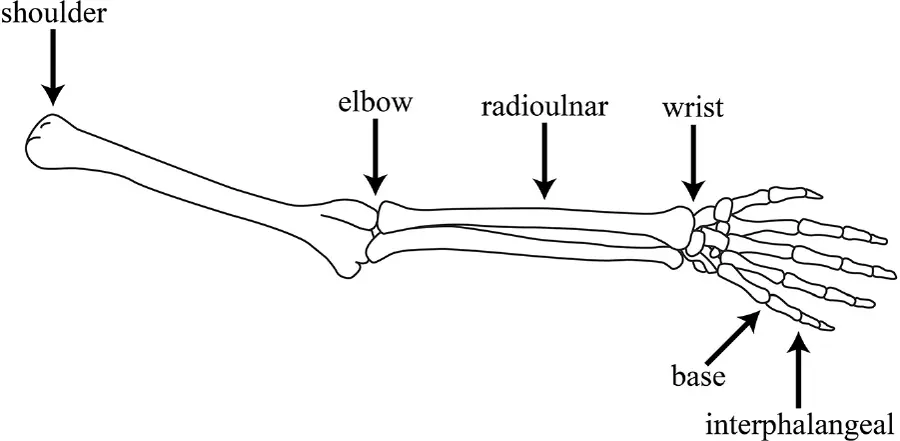 shoulder
elbow
radioulnar
wrist
base
interphalangeal